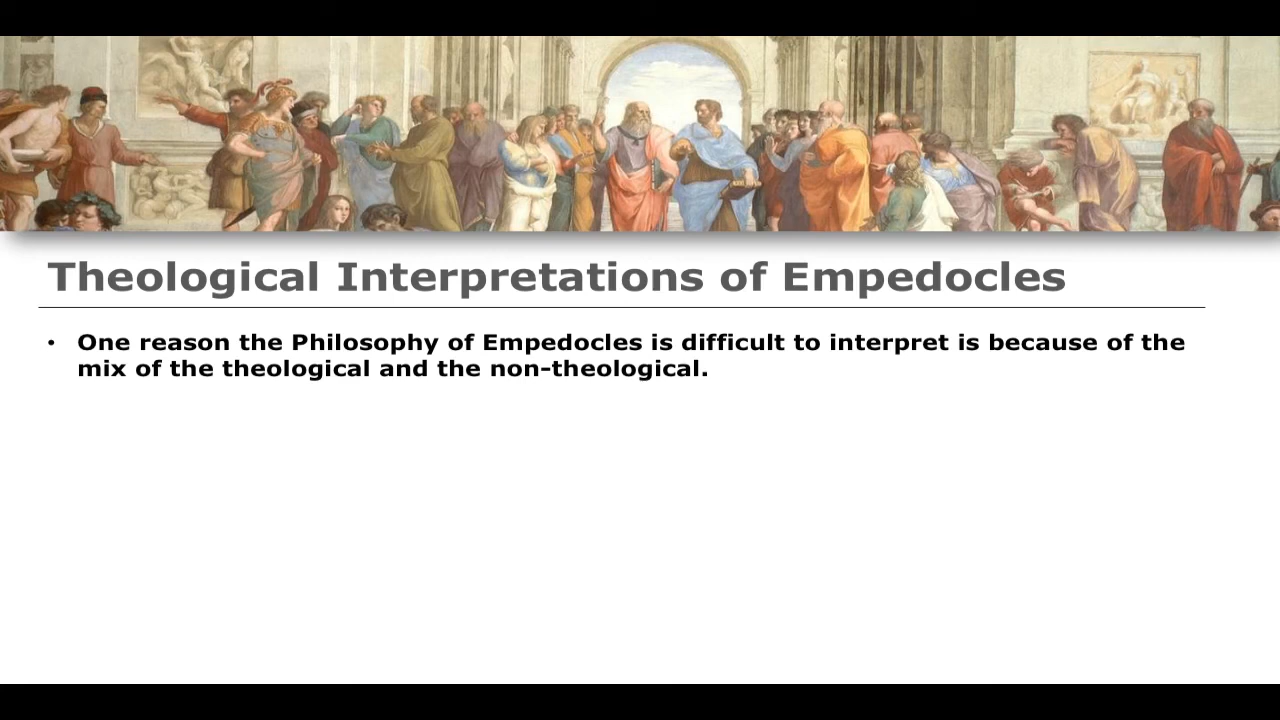 Theological Interpretations of Empedocles
• One reason the Philosophy of Empedocles is difficult to interpret is because of the
mix of the theological and the non-theological.